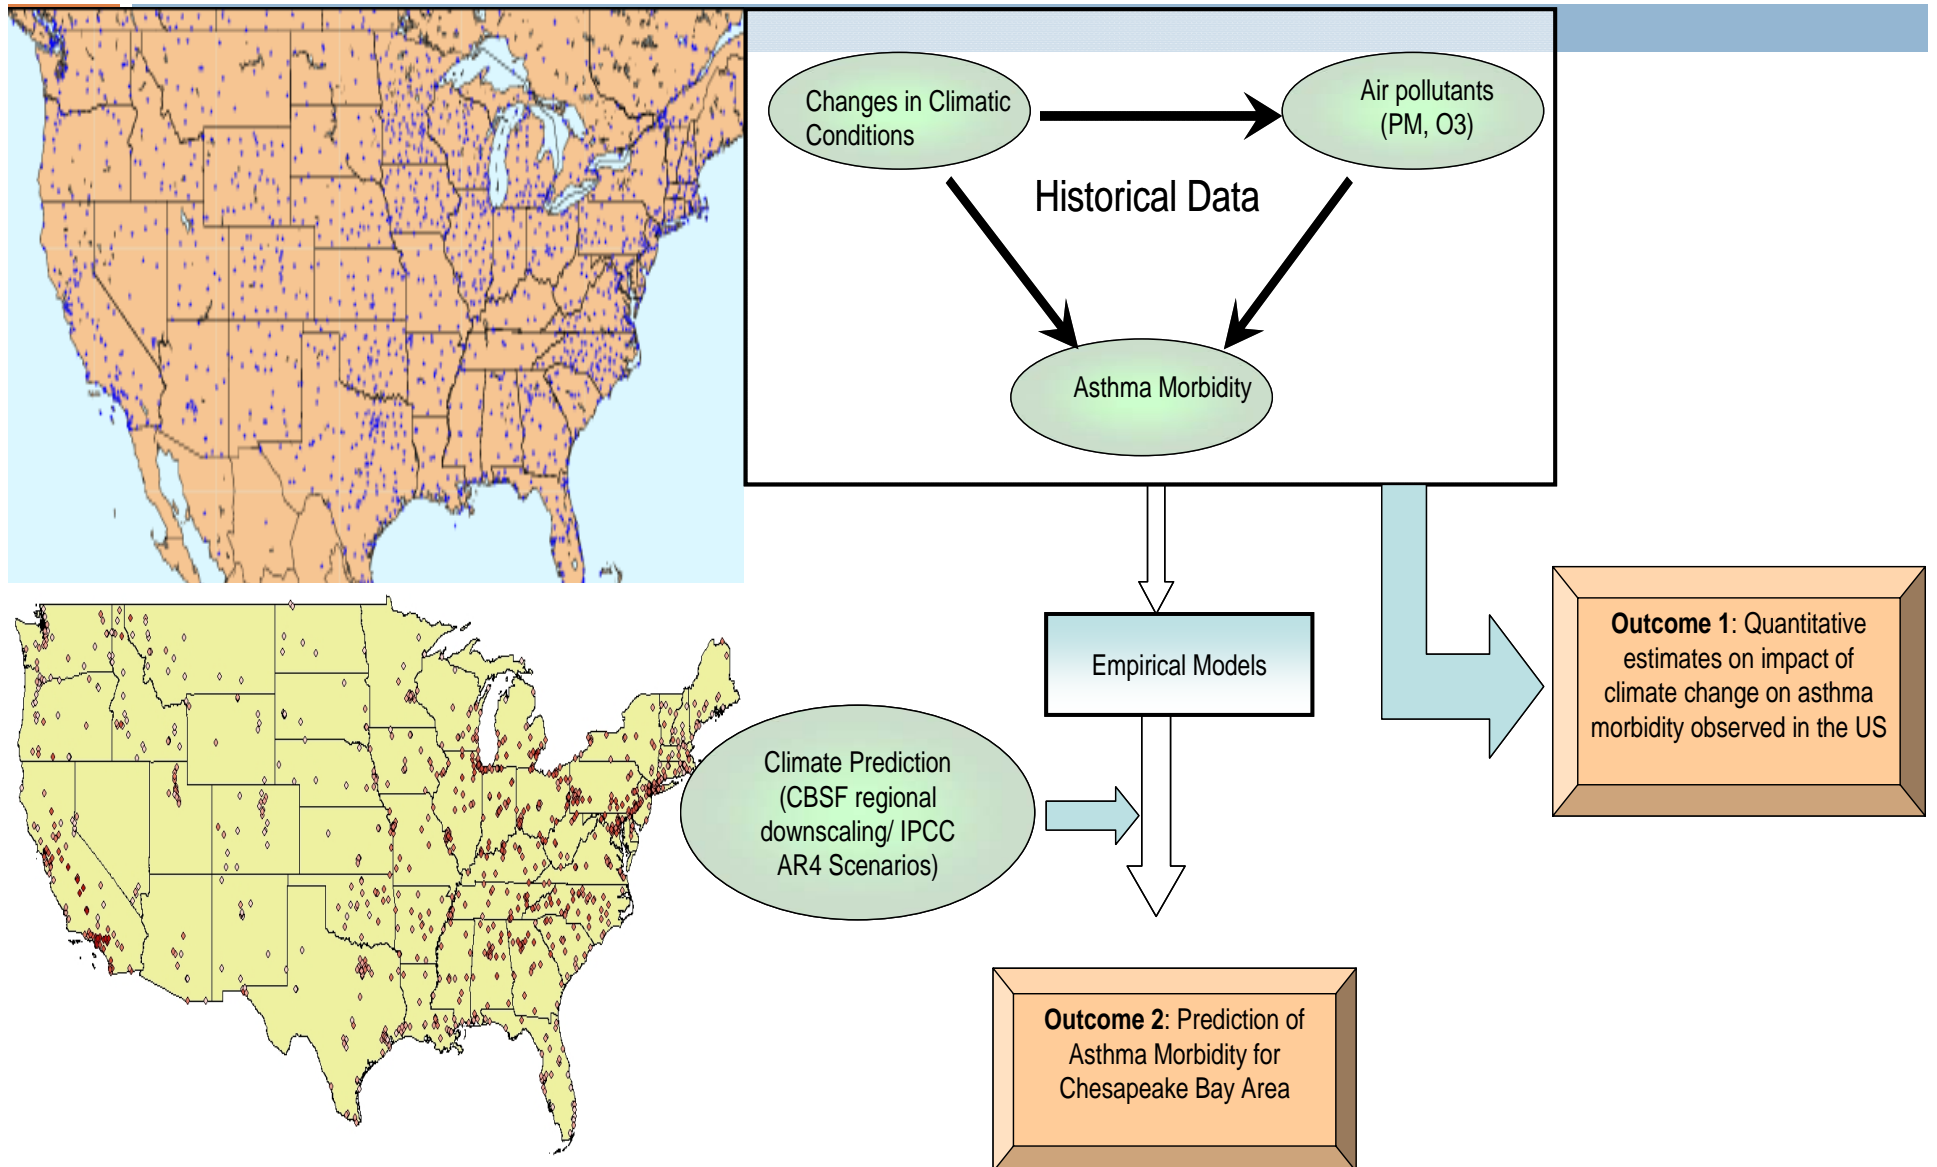 Changes in Climatic
Conditions
Air pollutants
(PM, O3)
Historical Data
Asthma Morbidity
Empirical Models
Outcome 1: Quantitative
estimates on impact of
climate change on asthma
morbidity observed in the US
Climate Prediction
(CBSF regional
downscaling/ IPCC
AR4 Scenarios)
Outcome 2: Prediction of
Asthma Morbidity for
Chesapeake Bay Area